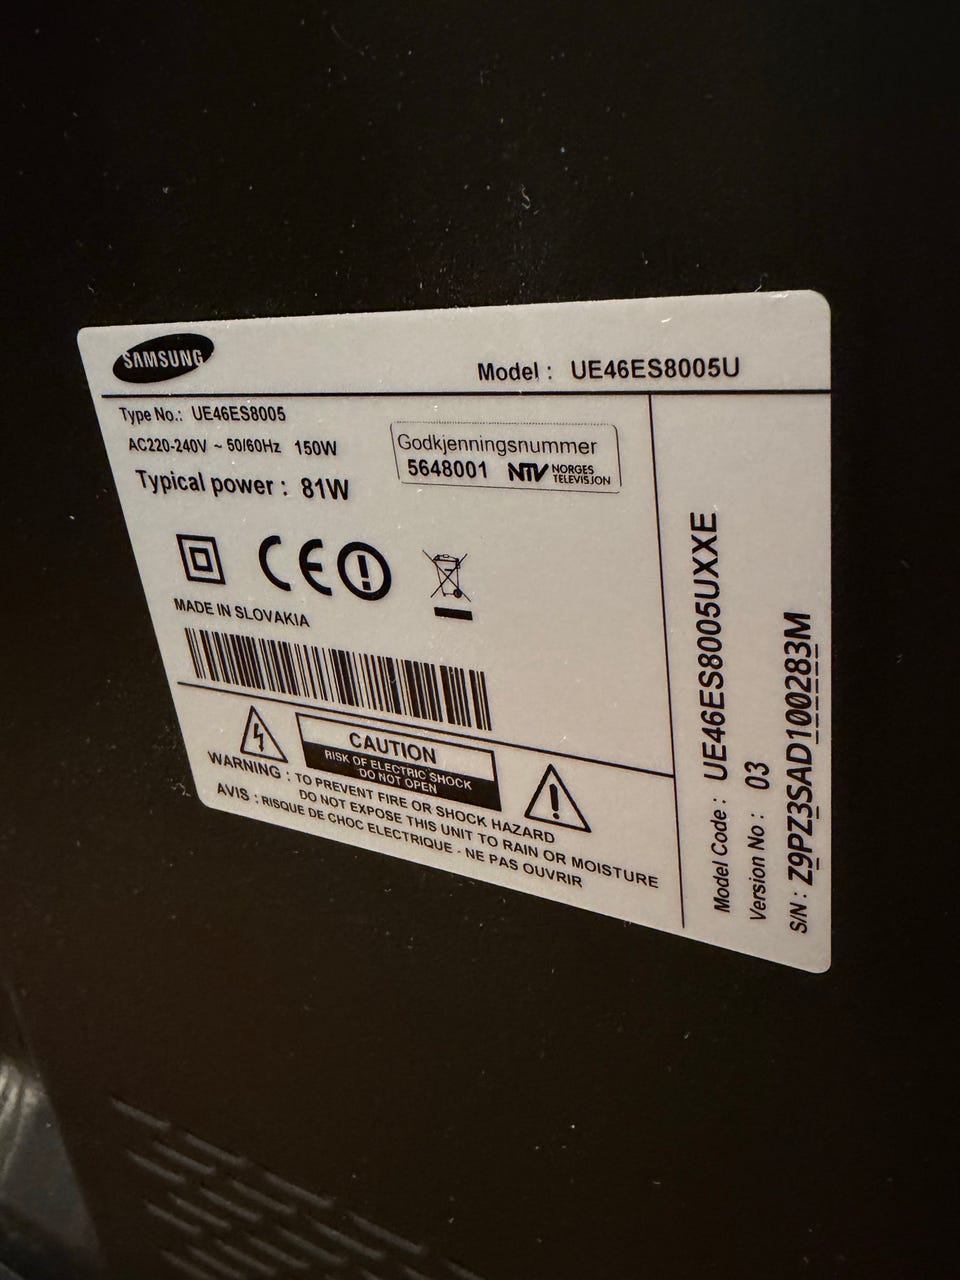 SAMSUNG
Model : UE46ES8005U
Type No.: UE46ES8005
AC220-240V ~ 50/60Hz 150W
Typical power : 81W
Godkjenningsnummer
5648001 NTV NORGES TELEVISJON
CE
MADE IN SLOVAKIA
CAUTION
RISK OF ELECTRIC SHOCK
DO NOT OPEN
WARNING : TO PREVENT FIRE OR SHOCK HAZARD
DO NOT EXPOSE THIS UNIT TO RAIN OR MOISTURE
AVIS : RISQUE DE CHOC ELECTRIQUE - NE PAS OUVRIR
Model Code : UE46ES8005UXXE
Version No : 03
S/N : Z9PZ3SAD100283M